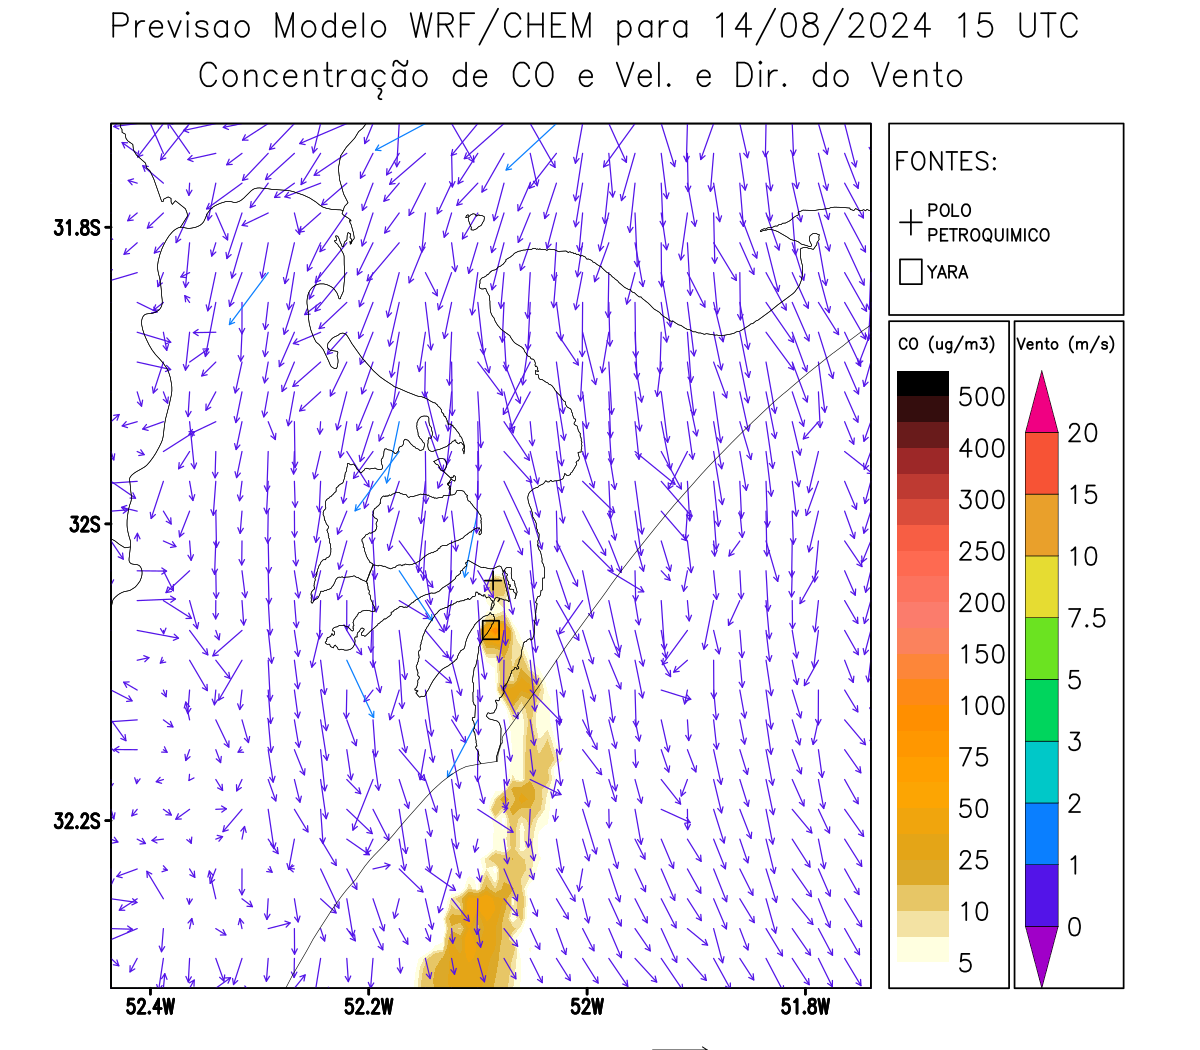 Previsao Modelo WRF/CHEM para 14/08/2024 15 UTC
Concentração de CO e Vel. e Dir. do Vento
FONTES:
POLO
PETROQUIMICO
YARA
CO (ug/m3)
500
400
300
250
200
150
100
75
50
25
10
5
Vento (m/s)
20
15
10
7.5
5
3
2
1
0
31.8S
32S
32.2S
52.4W
52.2W
52W
51.8W